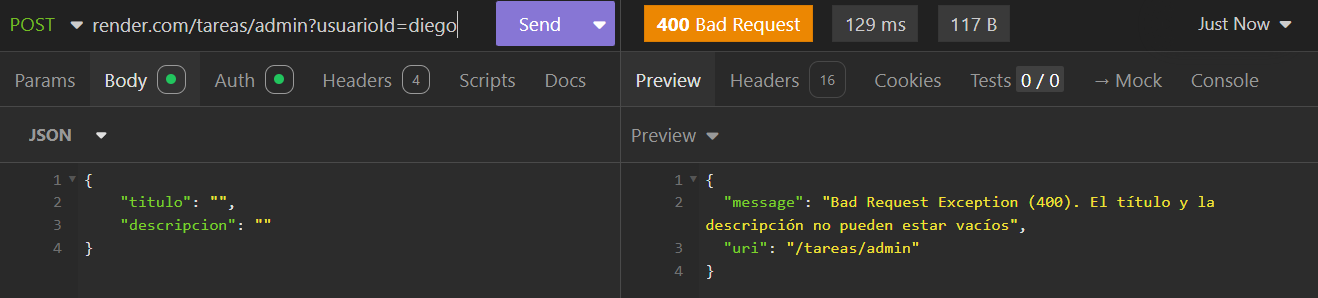 POST render.com/tareas/admin?usuarioId=diego Send 400 Bad Request 129 ms 117 B Just Now
Params Body Auth Headers 4 Scripts Docs
Preview Headers 16 Cookies Tests 0 / 0 → Mock Console
JSON
Preview
1 {
2 "titulo": "",
3 "descripcion": ""
4 }
1 {
2 "message": "Bad Request Exception (400). El título y la
descripción no pueden estar vacíos",
3 "uri": "/tareas/admin"
4 }